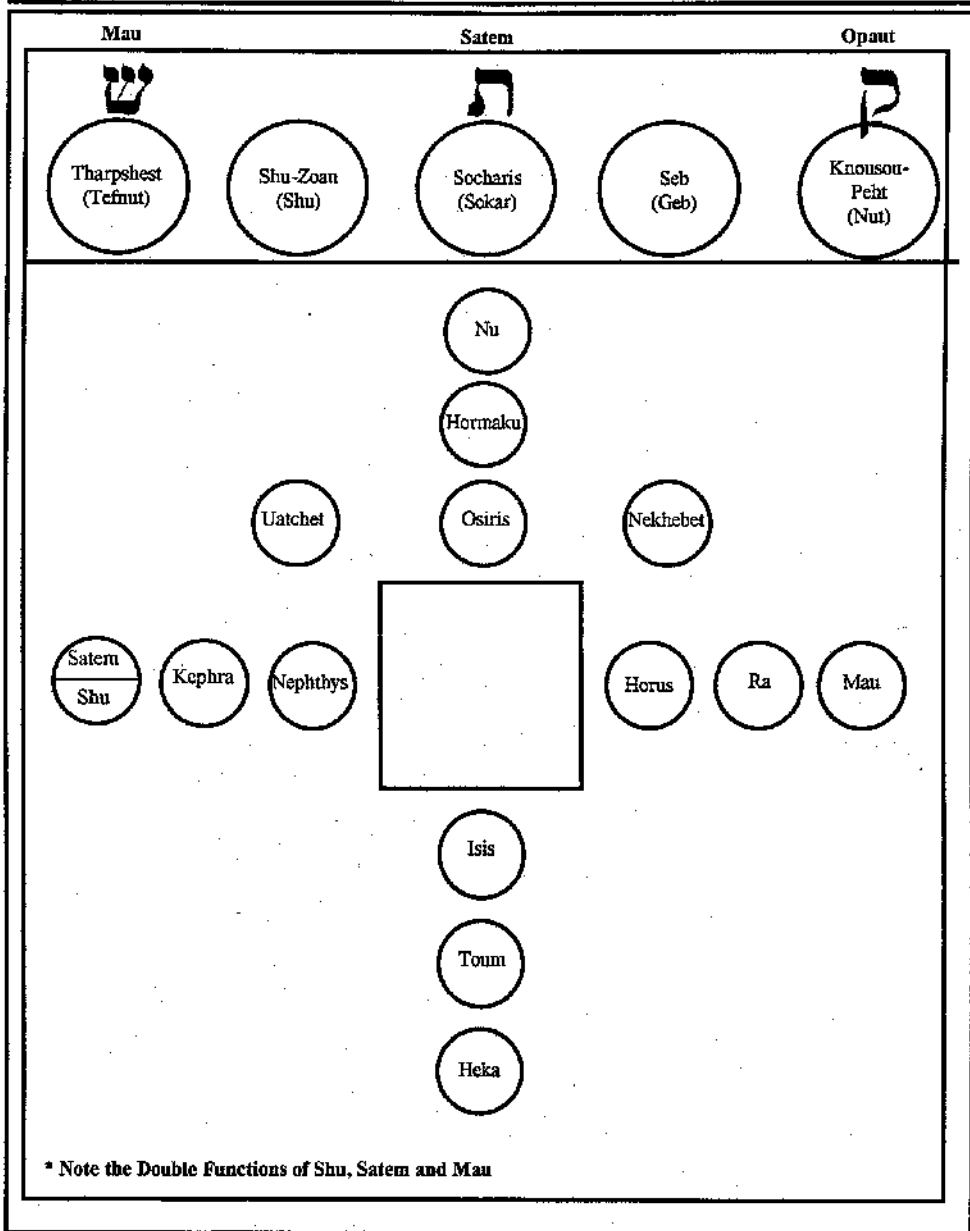 Mau Satem Opaut
ש ת ק
Tharpshest
(Tefnut)
Shu-Zoan
(Shu)
Socharis
(Sokar)
Seb
(Geb)
Knousou-
Peht
(Nut)
Nu
Hormaku
Uatchet
Osiris
Nekhebet
Satem
Shu
Kephra
Nephthys
Horus
Ra
Mau
Isis
Toum
Heka
* Note the Double Functions of Shu, Satem and Mau